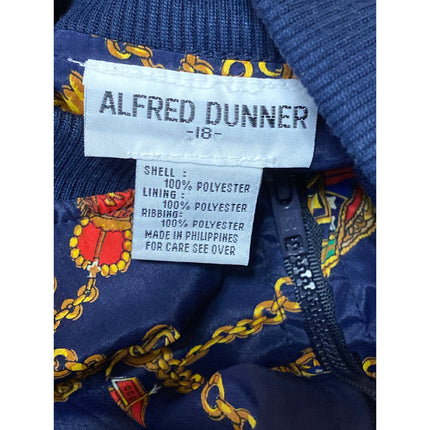 ALFRED DUNNER
-18-
SHELL :
100% POLYESTER
LINING :
100% POLYESTER
RIBBING:
100% POLYESTER
MADE IN PHILIPPINES
FOR CARE SEE OVER